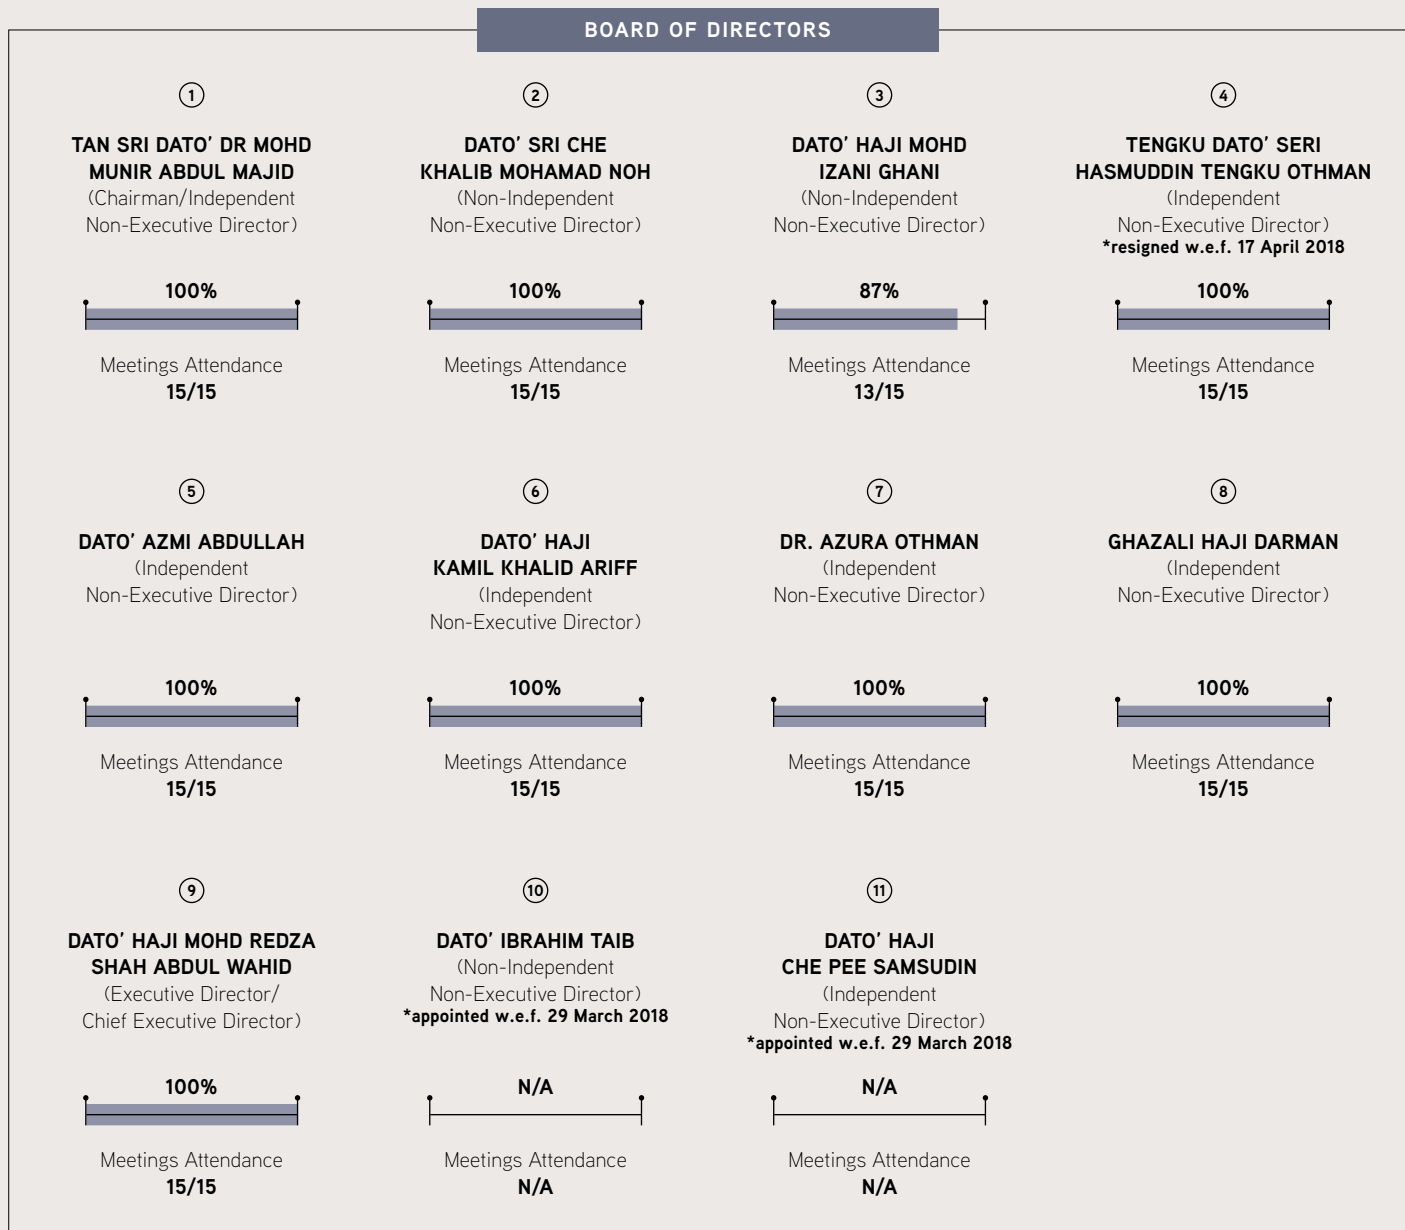 BOARD OF DIRECTORS
1
TAN SRI DATO’ DR MOHD
MUNIR ABDUL MAJID
(Chairman/Independent
Non-Executive Director)
100%
Meetings Attendance
15/15
2
DATO’ SRI CHE
KHALIB MOHAMAD NOH
(Non-Independent
Non-Executive Director)
100%
Meetings Attendance
15/15
3
DATO’ HAJI MOHD
IZANI GHANI
(Non-Independent
Non-Executive Director)
87%
Meetings Attendance
13/15
4
TENGKU DATO’ SERI
HASMUDDIN TENGKU OTHMAN
(Independent
Non-Executive Director)
*resigned w.e.f. 17 April 2018
100%
Meetings Attendance
15/15
5
DATO’ AZMI ABDULLAH
(Independent
Non-Executive Director)
100%
Meetings Attendance
15/15
6
DATO’ HAJI
KAMIL KHALID ARIFF
(Independent
Non-Executive Director)
100%
Meetings Attendance
15/15
7
DR. AZURA OTHMAN
(Independent
Non-Executive Director)
100%
Meetings Attendance
15/15
8
GHAZALI HAJI DARMAN
(Independent
Non-Executive Director)
100%
Meetings Attendance
15/15
9
DATO’ HAJI MOHD REDZA
SHAH ABDUL WAHID
(Executive Director/
Chief Executive Director)
100%
Meetings Attendance
15/15
10
DATO’ IBRAHIM TAIB
(Non-Independent
Non-Executive Director)
*appointed w.e.f. 29 March 2018
N/A
Meetings Attendance
N/A
11
DATO’ HAJI
CHE PEE SAMSUDIN
(Independent
Non-Executive Director)
*appointed w.e.f. 29 March 2018
N/A
Meetings Attendance
N/A